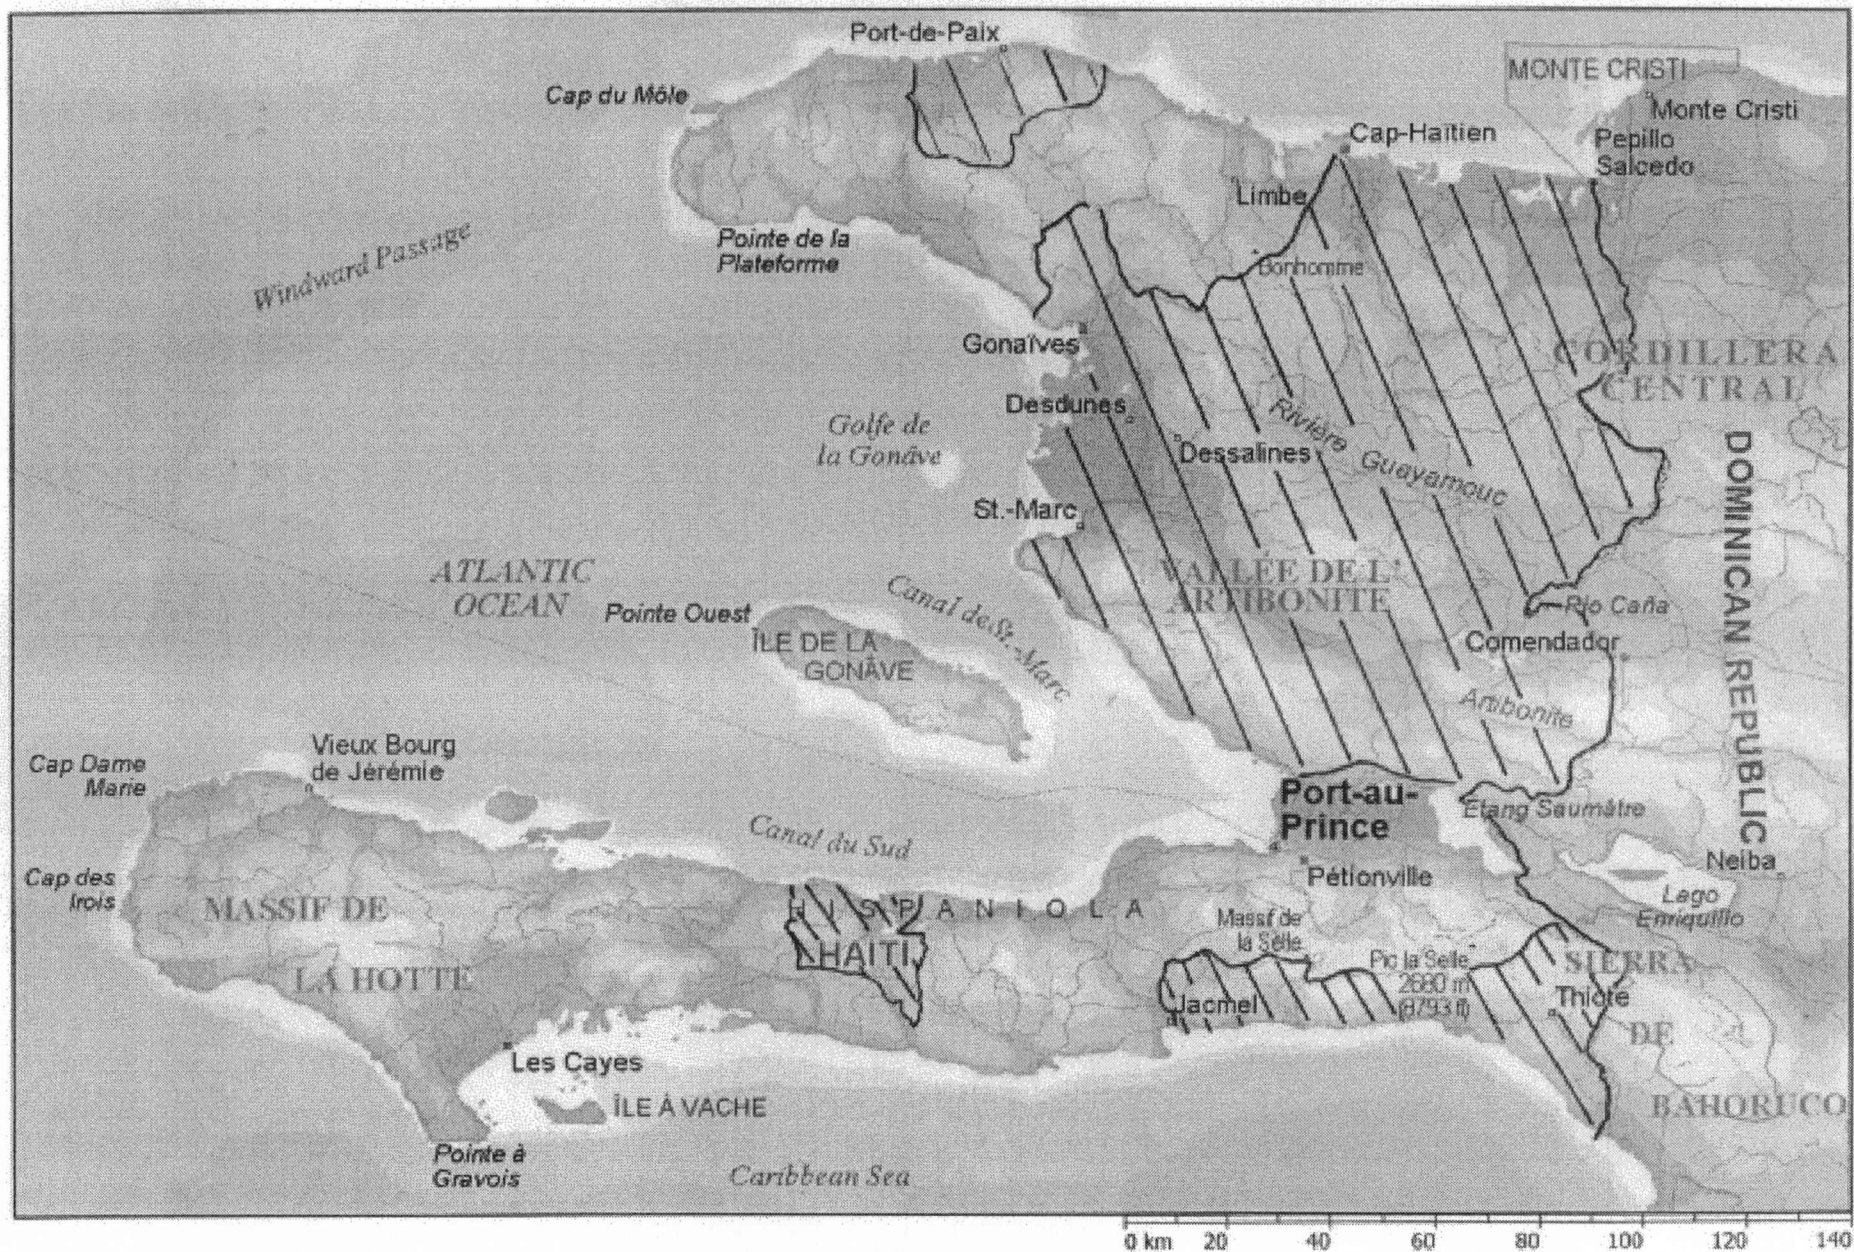 Port-de-Paix
MONTE CRISTI
Cap du Môle
Monte Cristi
Cap-Haïtien
Pepillo
Salcedo
Limbe
Windward Passage
Pointe de la
Plateforme
Bonhomme
Gonaïves
CORDILLERA
CENTRAL
Desdunes
Golfe de
la Gonâve
Rivière Guayamouc
Dessalines
DOMINICAN REPUBLIC
St.-Marc
ATLANTIC
OCEAN
VALLÉE DE L'
ARTIBONITE
Canal de St.-Marc
Pointe Ouest
Rio Caña
ÎLE DE LA
GONÂVE
Comendador
Artibonite
Vieux Bourg
de Jérémie
Cap Dame
Marie
Port-au-
Prince
Etang Saumâtre
Canal du Sud
Neiba
Pétionville
Cap des
Irois
Lago
Enriquillo
MASSIF DE
LA HOTTE
HISPANIOLA
HAITI
Massif de
la Selle
Pic la Selle
2680 m
(8793 ft)
SIERRA
DE
BAHORUCO
Jacmel
Thiote
Les Cayes
ÎLE À VACHE
Pointe à
Gravois
Caribbean Sea
0 km 20 40 60 80 100 120 140